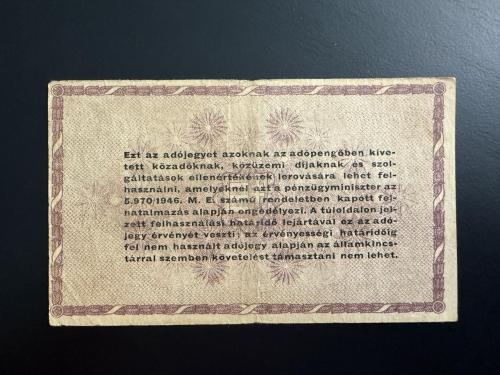 Ezt az adójegyet azoknak az adópengőben kive-
tett közadóknak, közüzemi díjaknak és szol-
gáltatások ellenértékének lerovására lehet fel-
használni, amelyeknél azt a pénzügyminiszter az
5.970/1946. M. E. számú rendeletben kapott fel-
hatalmazás alapján engedélyezi. A túloldalon jel-
zett felhasználási határidő lejártával ez az adó-
jegy érvényét veszti; az érvényességi határidőig
fel nem használt adójegy alapján az államkincs-
tárral szemben követelést támasztani nem lehet.